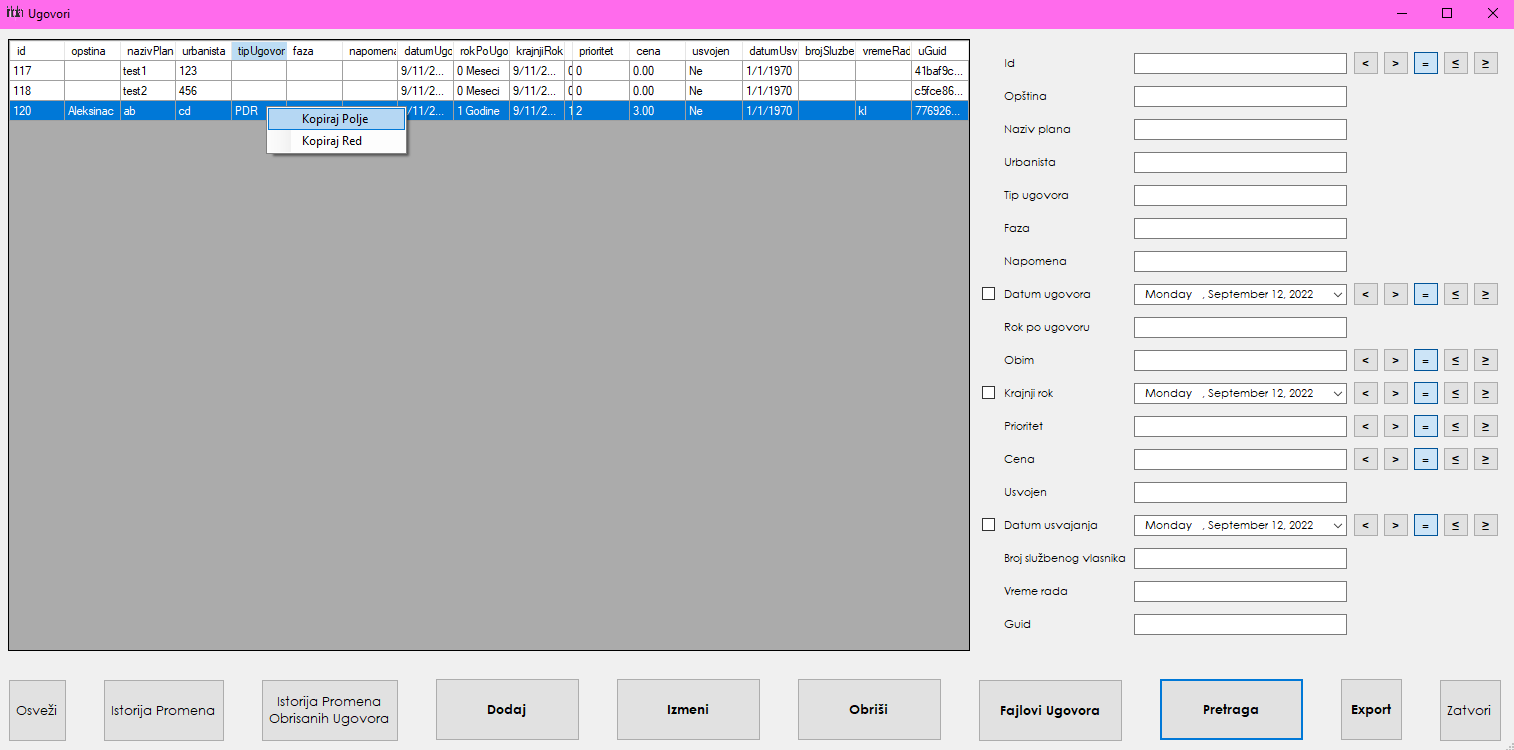 Ugovori
id opstina nazivPlan urbanista tipUgovor faza napomena datumUgo rokPoUgo krajnjiRok prioritet cena usvojen datumUsv brojSluzbe vremeRad uGuid
117 test1 123 9/11/2... 0 Meseci 9/11/2... 0 0 0.00 Ne 1/1/1970 41baf9c...
118 test2 456 9/11/2... 0 Meseci 9/11/2... 0 0 0.00 Ne 1/1/1970 c5fce86...
120 Aleksinac ab cd PDR /11/2... 1 Godine 9/11/2... 1 2 3.00 Ne 1/1/1970 kl 776926...
Kopiraj Polje
Kopiraj Red
Id < > = ≤ ≥
Opština
Naziv plana
Urbanista
Tip ugovora
Faza
Napomena
Datum ugovora Monday , September 12, 2022 < > = ≤ ≥
Rok po ugovoru
Obim < > = ≤ ≥
Krajnji rok Monday , September 12, 2022 < > = ≤ ≥
Prioritet < > = ≤ ≥
Cena < > = ≤ ≥
Usvojen
Datum usvajanja Monday , September 12, 2022 < > = ≤ ≥
Broj službenog vlasnika
Vreme rada
Guid
Osveži
Istorija Promena
Istorija Promena
Obrisanih Ugovora
Dodaj
Izmeni
Obriši
Fajlovi Ugovora
Pretraga
Export
Zatvori